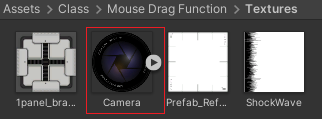 Assets > Class > Mouse Drag Function > Textures
1panel_bra... Camera Prefab_Ref... ShockWave